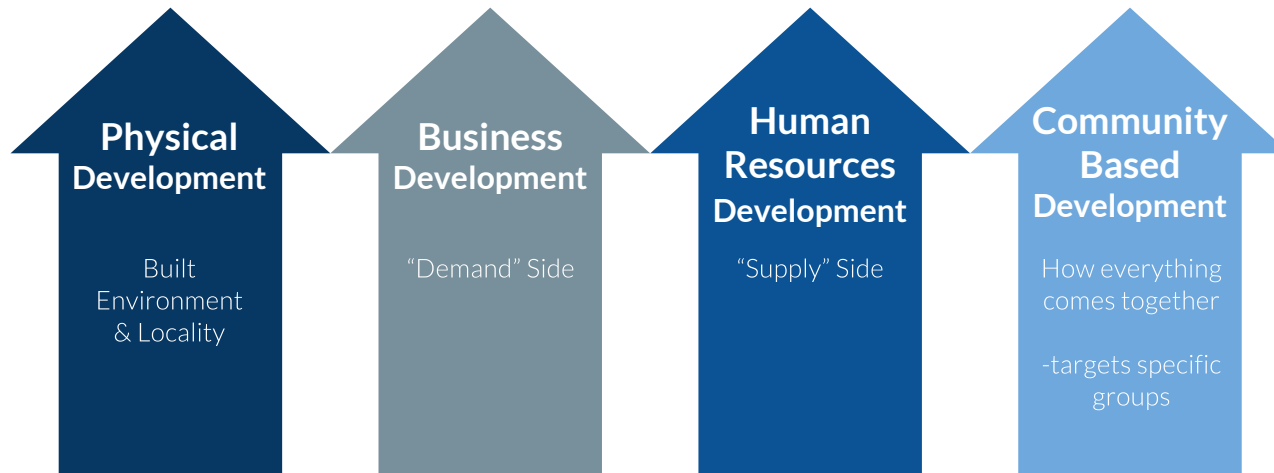 Physical
Development
Built
Environment
& Locality
Business
Development
“Demand” Side
Human
Resources
Development
“Supply” Side
Community
Based
Development
How everything
comes together
-targets specific
groups